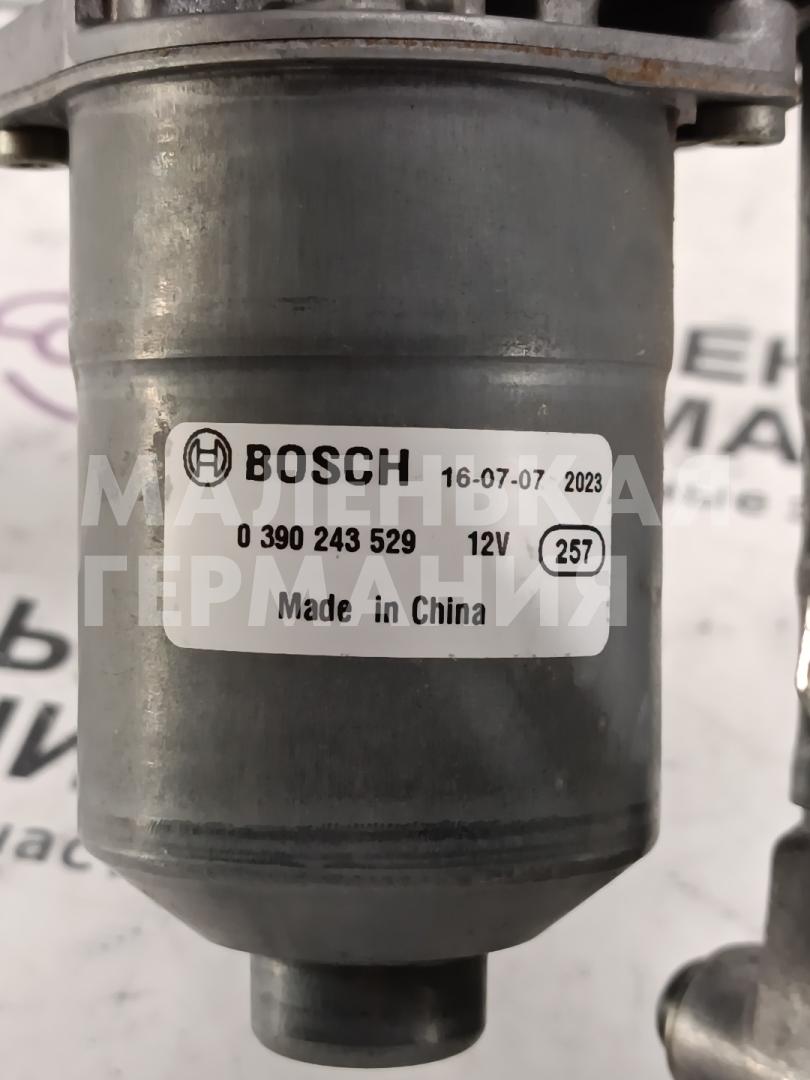 BOSCH 16-07-07 2023
0 390 243 529 12V 257
Made in China
МАЛЕНЬКАЯ
ГЕРМАНИЯ